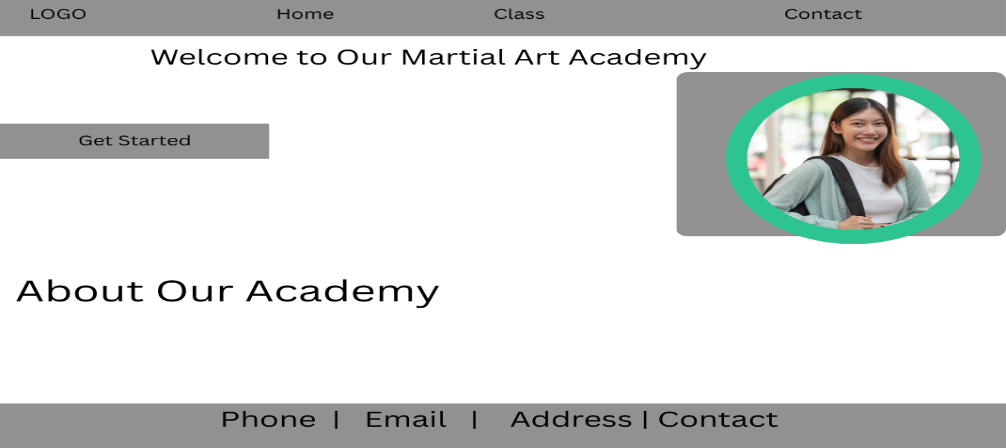 LOGO Home Class Contact
Welcome to Our Martial Art Academy
Get Started
About Our Academy
Phone | Email | Address | Contact